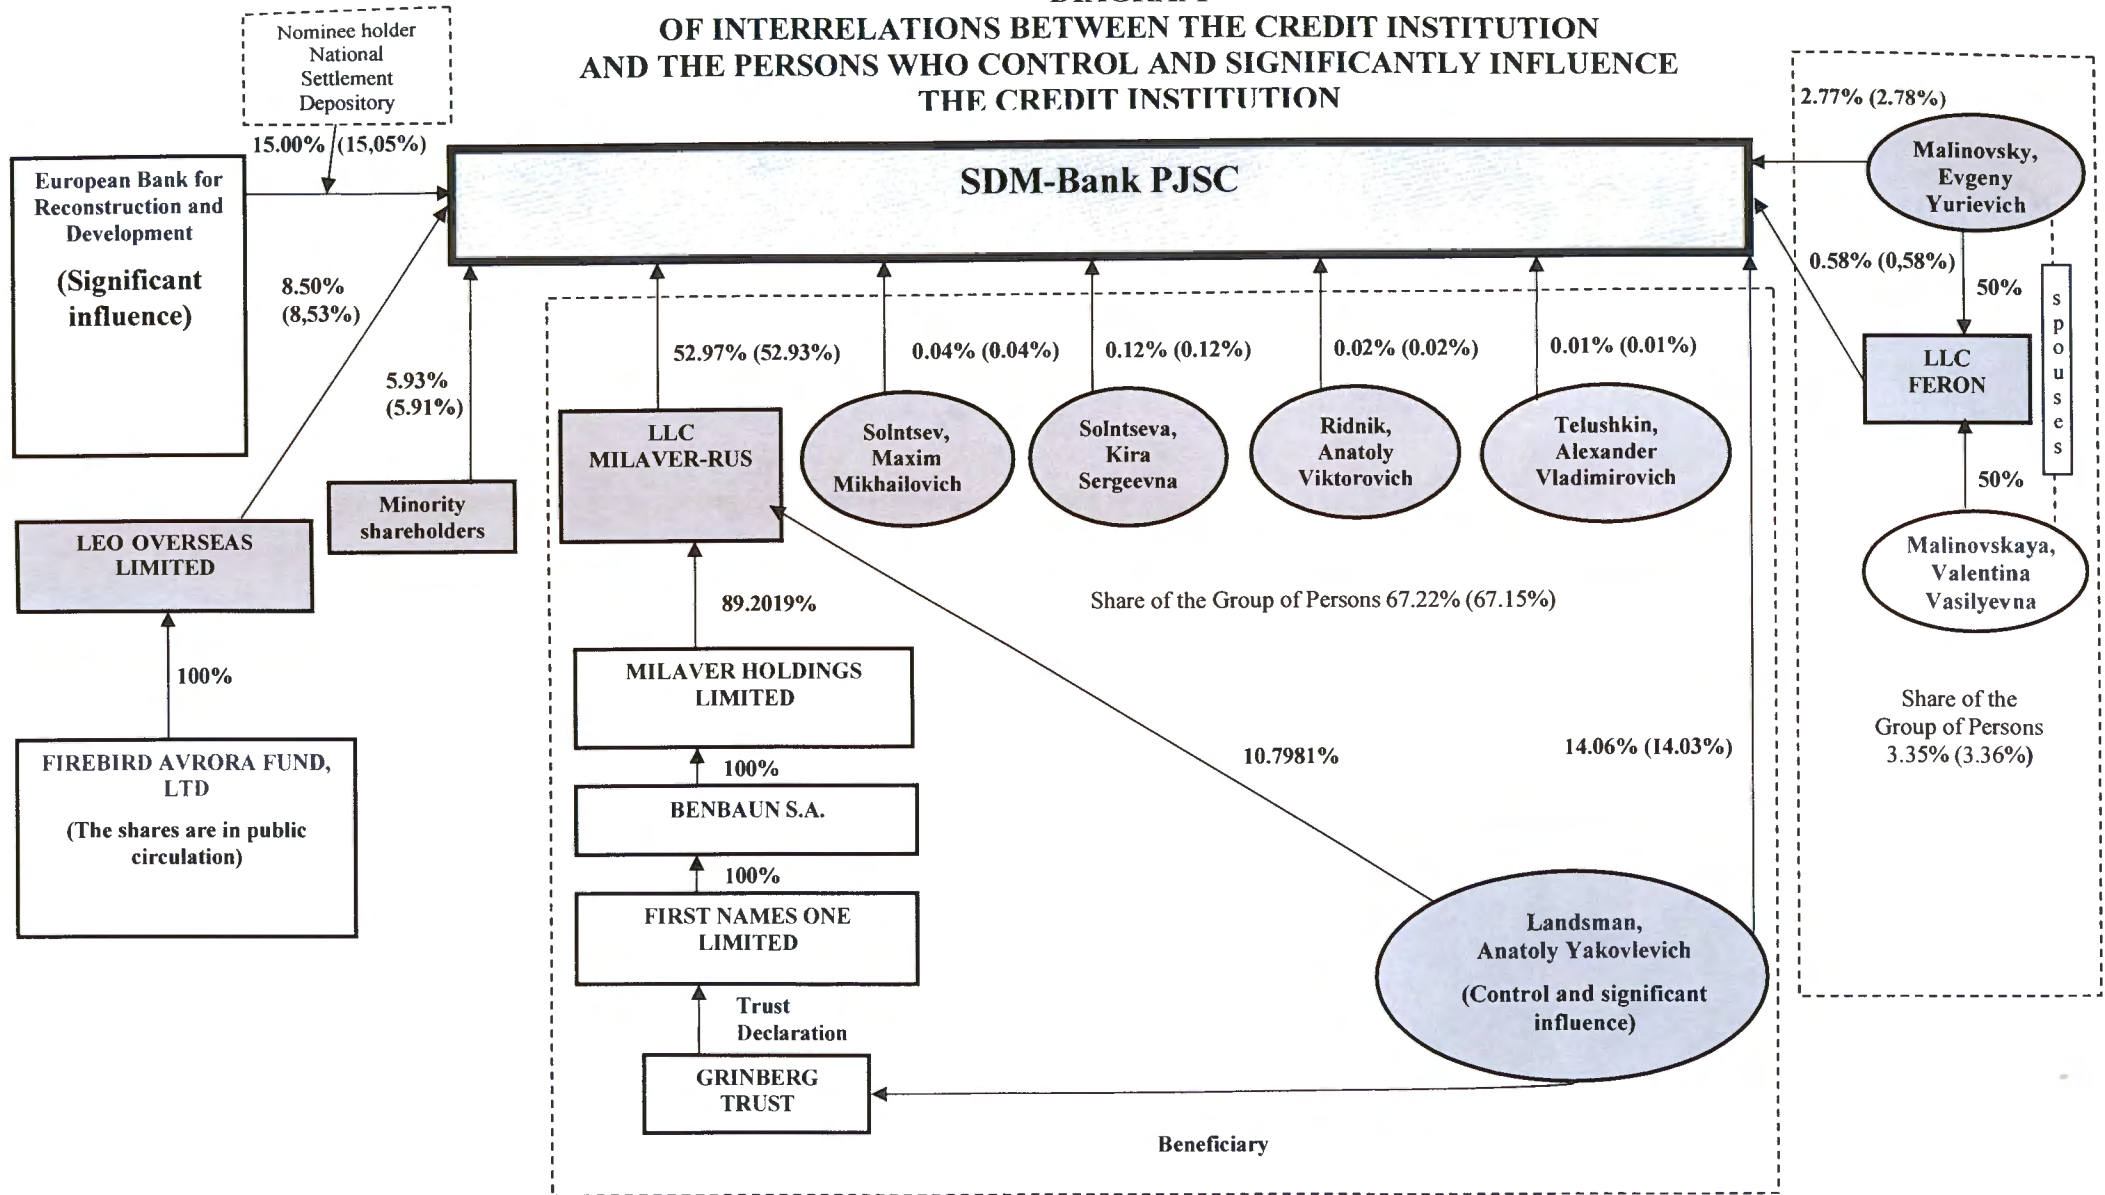 OF INTERRELATIONS BETWEEN THE CREDIT INSTITUTION
AND THE PERSONS WHO CONTROL AND SIGNIFICANTLY INFLUENCE
THE CREDIT INSTITUTION
Nominee holder
National
Settlement
Depository
15.00% (15,05%)
European Bank for
Reconstruction and
Development
(Significant
influence)
SDM-Bank PJSC
2.77% (2.78%)
Malinovsky,
Evgeny
Yurievich
0.58% (0,58%)
50%
spouses
LLC
FERON
50%
Malinovskaya,
Valentina
Vasilyevna
Share of the
Group of Persons
3.35% (3.36%)
8.50%
(8,53%)
5.93%
(5.91%)
52.97% (52.93%)
0.04% (0.04%)
0.12% (0.12%)
0.02% (0.02%)
0.01% (0.01%)
LLC
MILAVER-RUS
Solntsev,
Maxim
Mikhailovich
Solntseva,
Kira
Sergeevna
Ridnik,
Anatoly
Viktorovich
Telushkin,
Alexander
Vladimirovich
Minority
shareholders
LEO OVERSEAS
LIMITED
100%
FIREBIRD AVRORA FUND,
LTD
(The shares are in public
circulation)
89.2019%
Share of the Group of Persons 67.22% (67.15%)
MILAVER HOLDINGS
LIMITED
100%
BENBAUN S.A.
100%
FIRST NAMES ONE
LIMITED
Trust
Declaration
GRINBERG
TRUST
10.7981%
14.06% (14.03%)
Landsman,
Anatoly Yakovlevich
(Control and significant
influence)
Beneficiary